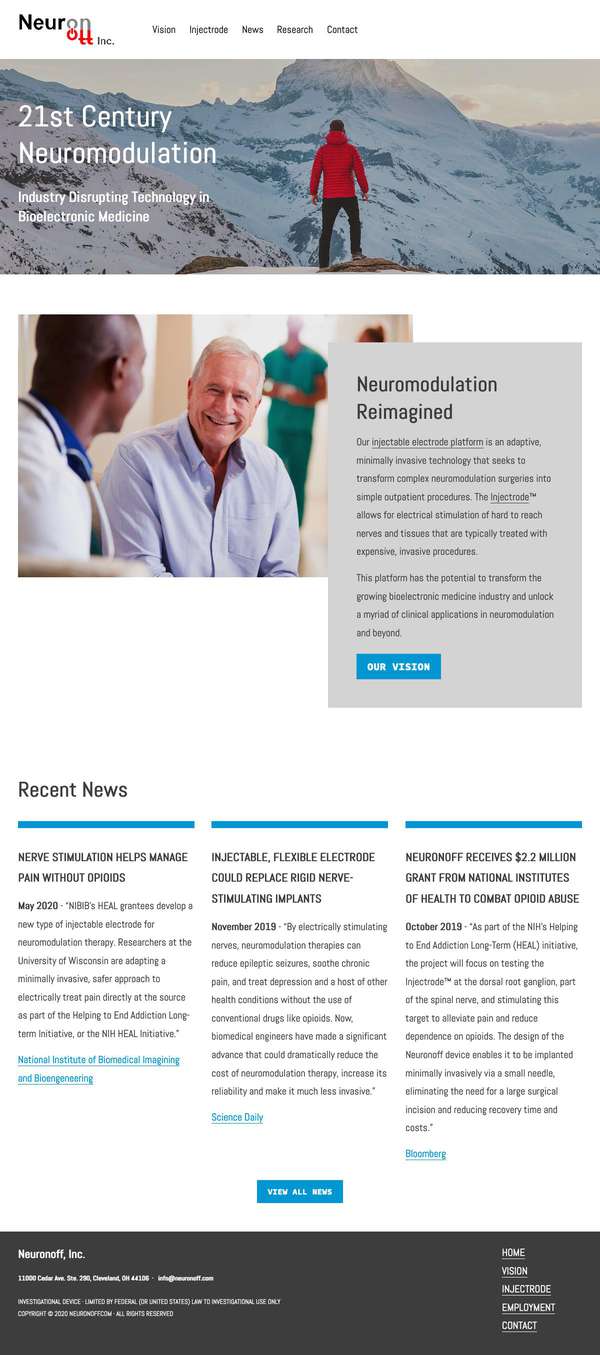 Neuronoff Inc.
Vision Injectrode News Research Contact
21st Century
Neuromodulation
Industry Disrupting Technology in
Bioelectronic Medicine
Neuromodulation
Reimagined
Our injectable electrode platform is an adaptive,
minimally invasive technology that seeks to
transform complex neuromodulation surgeries into
simple outpatient procedures. The Injectrode™
allows for electrical stimulation of hard to reach
nerves and tissues that are typically treated with
expensive, invasive procedures.
This platform has the potential to transform the
growing bioelectronic medicine industry and unlock
a myriad of clinical applications in neuromodulation
and beyond.
OUR VISION
Recent News
NERVE STIMULATION HELPS MANAGE
PAIN WITHOUT OPIOIDS
May 2020 - “NIBIB's HEAL grantees develop a
new type of injectable electrode for
neuromodulation therapy. Researchers at the
University of Wisconsin are adapting a
minimally invasive, safer approach to
electrically treat pain directly at the source
as part of the Helping to End Addiction Long-
term Initiative, or the NIH HEAL Initiative.”
National Institute of Biomedical Imagining
and Bioengeneering
INJECTABLE, FLEXIBLE ELECTRODE
COULD REPLACE RIGID NERVE-
STIMULATING IMPLANTS
November 2019 - “By electrically stimulating
nerves, neuromodulation therapies can
reduce epileptic seizures, soothe chronic
pain, and treat depression and a host of other
health conditions without the use of
conventional drugs like opioids. Now,
biomedical engineers have made a significant
advance that could dramatically reduce the
cost of neuromodulation therapy, increase its
reliability and make it much less invasive.”
Science Daily
NEURONOFF RECEIVES $2.2 MILLION
GRANT FROM NATIONAL INSTITUTES
OF HEALTH TO COMBAT OPIOID ABUSE
October 2019 - “As part of the NIH's Helping
to End Addiction Long-Term (HEAL) initiative,
the project will focus on testing the
Injectrode™ at the dorsal root ganglion, part
of the spinal nerve, and stimulating this
target to alleviate pain and reduce
dependence on opioids. The design of the
Neuronoff device enables it to be implanted
minimally invasively via a small needle,
eliminating the need for a large surgical
incision and reducing recovery time and
costs.”
Bloomberg
VIEW ALL NEWS
Neuronoff, Inc.
11000 Cedar Ave. Ste. 290, Cleveland, OH 44106 · info@neuronoff.com
INVESTIGATIONAL DEVICE - LIMITED BY FEDERAL (OR UNITED STATES) LAW TO INVESTIGATIONAL USE ONLY
COPYRIGHT © 2020 NEURONOFFCOM · ALL RIGHTS RESERVED
HOME
VISION
INJECTRODE
EMPLOYMENT
CONTACT